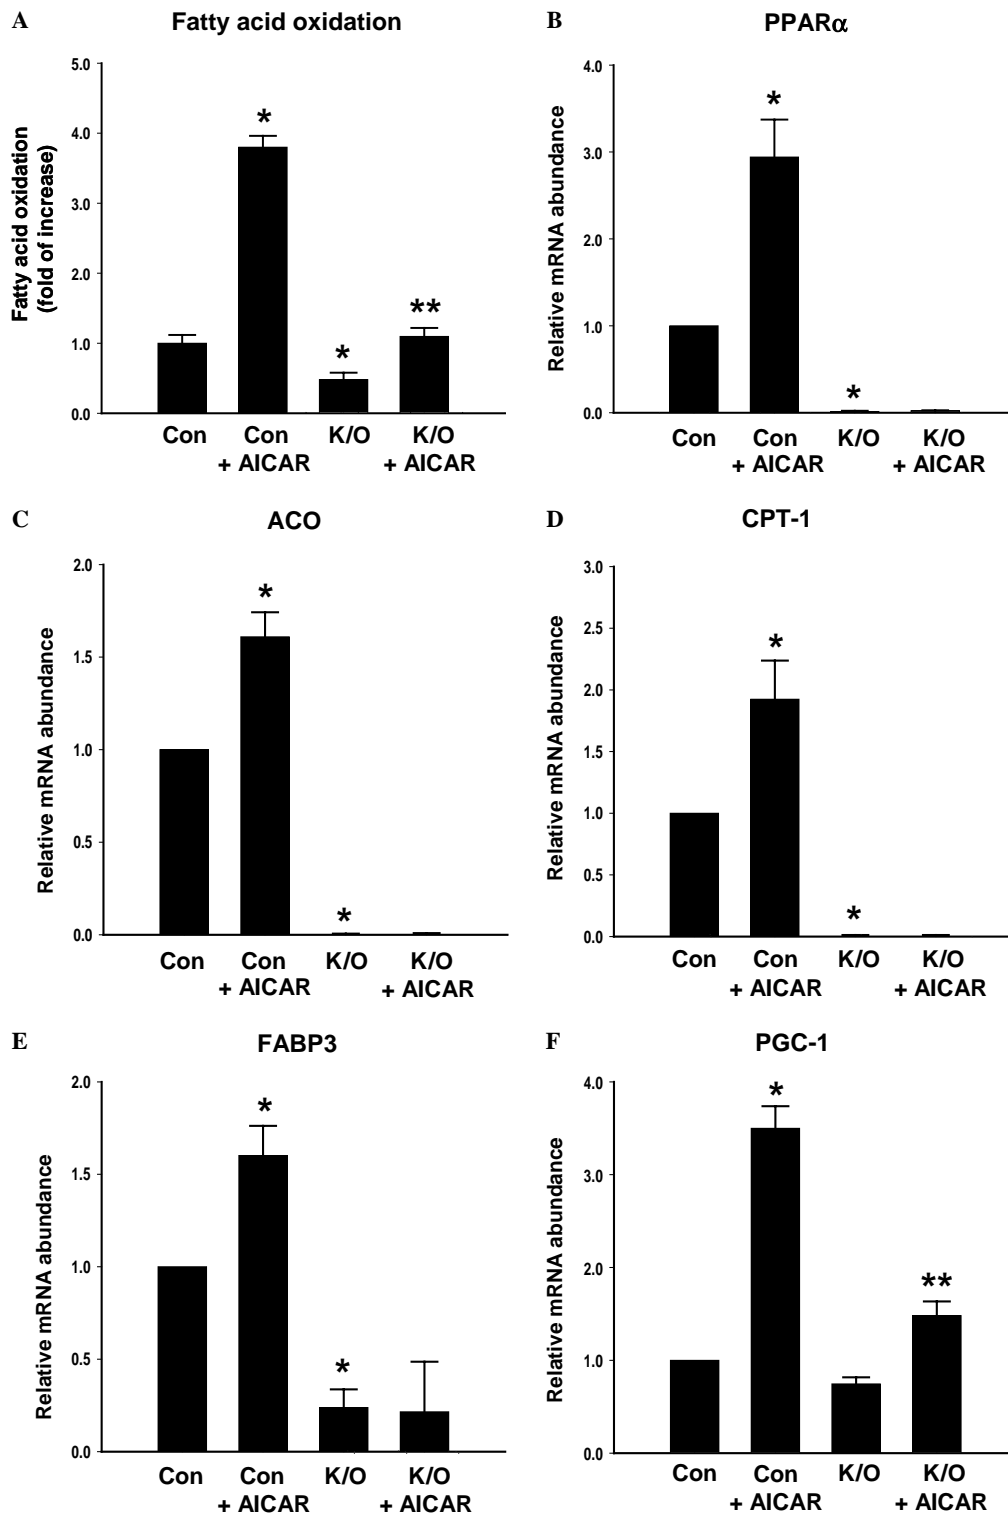 A
Fatty acid oxidation
Fatty acid oxidation
(fold of increase)
5.0
4.0
3.0
2.0
1.0
0.0
*
*
**
Con
Con
+ AICAR
K/O
K/O
+ AICAR
B
PPARα
Relative mRNA abundance
4.0
3.0
2.0
1.0
0.0
*
*
Con
Con
+ AICAR
K/O
K/O
+ AICAR
C
ACO
Relative mRNA abundance
2.0
1.5
1.0
0.5
0.0
*
*
Con
Con
+ AICAR
K/O
K/O
+ AICAR
D
CPT-1
Relative mRNA abundance
3.0
2.5
2.0
1.5
1.0
0.5
0.0
*
*
Con
Con
+ AICAR
K/O
K/O
+ AICAR
E
FABP3
Relative mRNA abundance
2.0
1.5
1.0
0.5
0.0
*
*
Con
Con
+ AICAR
K/O
K/O
+ AICAR
F
PGC-1
Relative mRNA abundance
4.0
3.0
2.0
1.0
0.0
*
**
Con
Con
+ AICAR
K/O
K/O
+ AICAR